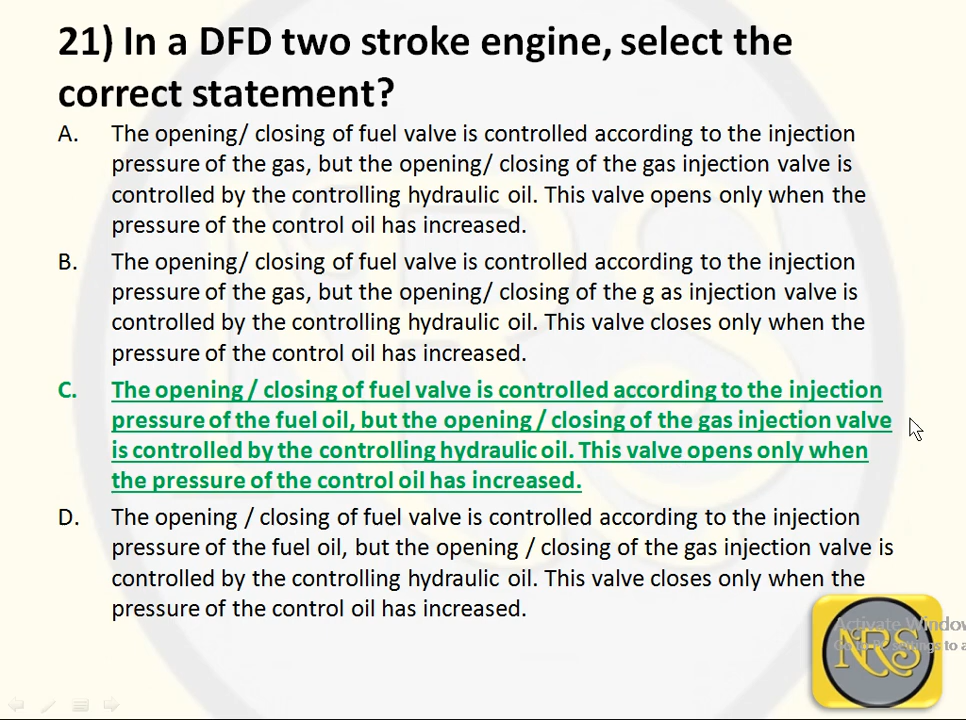 21) In a DFD two stroke engine, select the
correct statement?
A. The opening/ closing of fuel valve is controlled according to the injection
pressure of the gas, but the opening/ closing of the gas injection valve is
controlled by the controlling hydraulic oil. This valve opens only when the
pressure of the control oil has increased.
B. The opening/ closing of fuel valve is controlled according to the injection
pressure of the gas, but the opening/ closing of the g as injection valve is
controlled by the controlling hydraulic oil. This valve closes only when the
pressure of the control oil has increased.
C. The opening / closing of fuel valve is controlled according to the injection
pressure of the fuel oil, but the opening / closing of the gas injection valve
is controlled by the controlling hydraulic oil. This valve opens only when
the pressure of the control oil has increased.
D. The opening / closing of fuel valve is controlled according to the injection
pressure of the fuel oil, but the opening / closing of the gas injection valve is
controlled by the controlling hydraulic oil. This valve closes only when the
pressure of the control oil has increased.
Activate Window
Go to PC settings to a
NRS